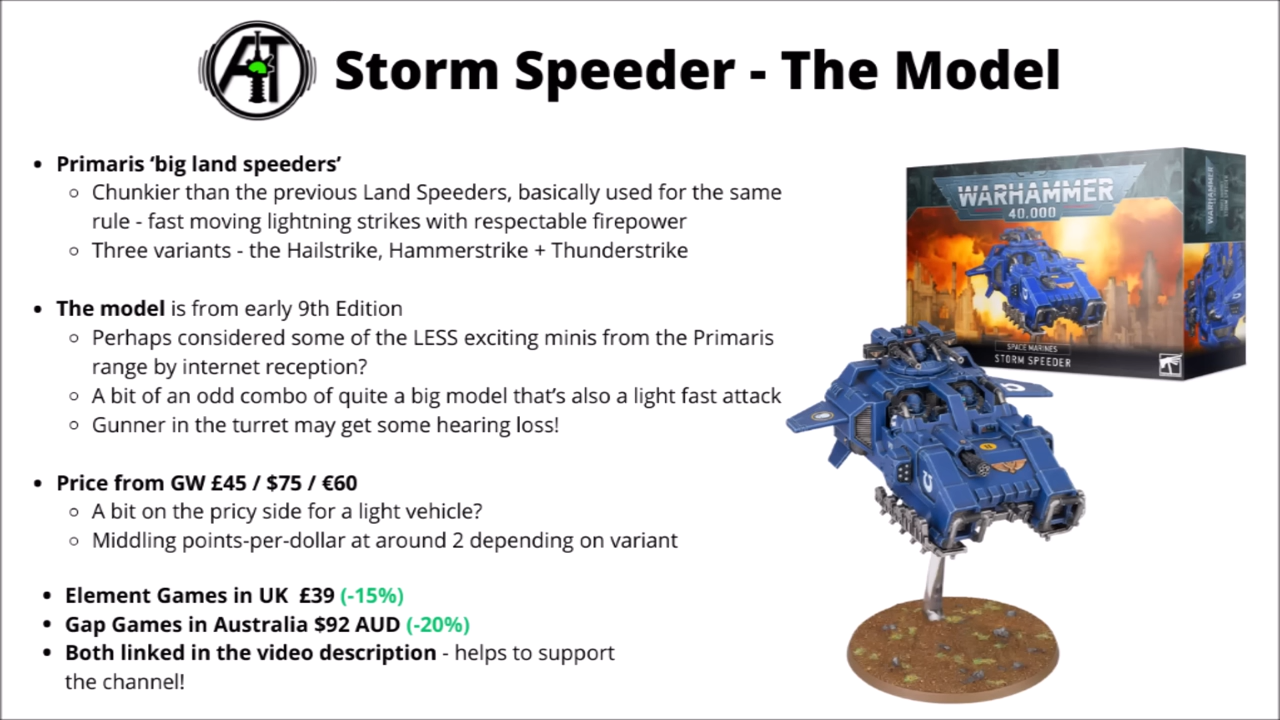 AT
Storm Speeder - The Model
• Primaris ‘big land speeders’
○ Chunkier than the previous Land Speeders, basically used for the same
rule - fast moving lightning strikes with respectable firepower
○ Three variants - the Hailstrike, Hammerstrike + Thunderstrike
• The model is from early 9th Edition
○ Perhaps considered some of the LESS exciting minis from the Primaris
range by internet reception?
○ A bit of an odd combo of quite a big model that’s also a light fast attack
○ Gunner in the turret may get some hearing loss!
• Price from GW £45 / $75 / €60
○ A bit on the pricy side for a light vehicle?
○ Middling points-per-dollar at around 2 depending on variant
• Element Games in UK £39 (-15%)
• Gap Games in Australia $92 AUD (-20%)
• Both linked in the video description - helps to support
the channel!
WARHAMMER
40,000
SPACE MARINES
STORM SPEEDER
WARHAMMER